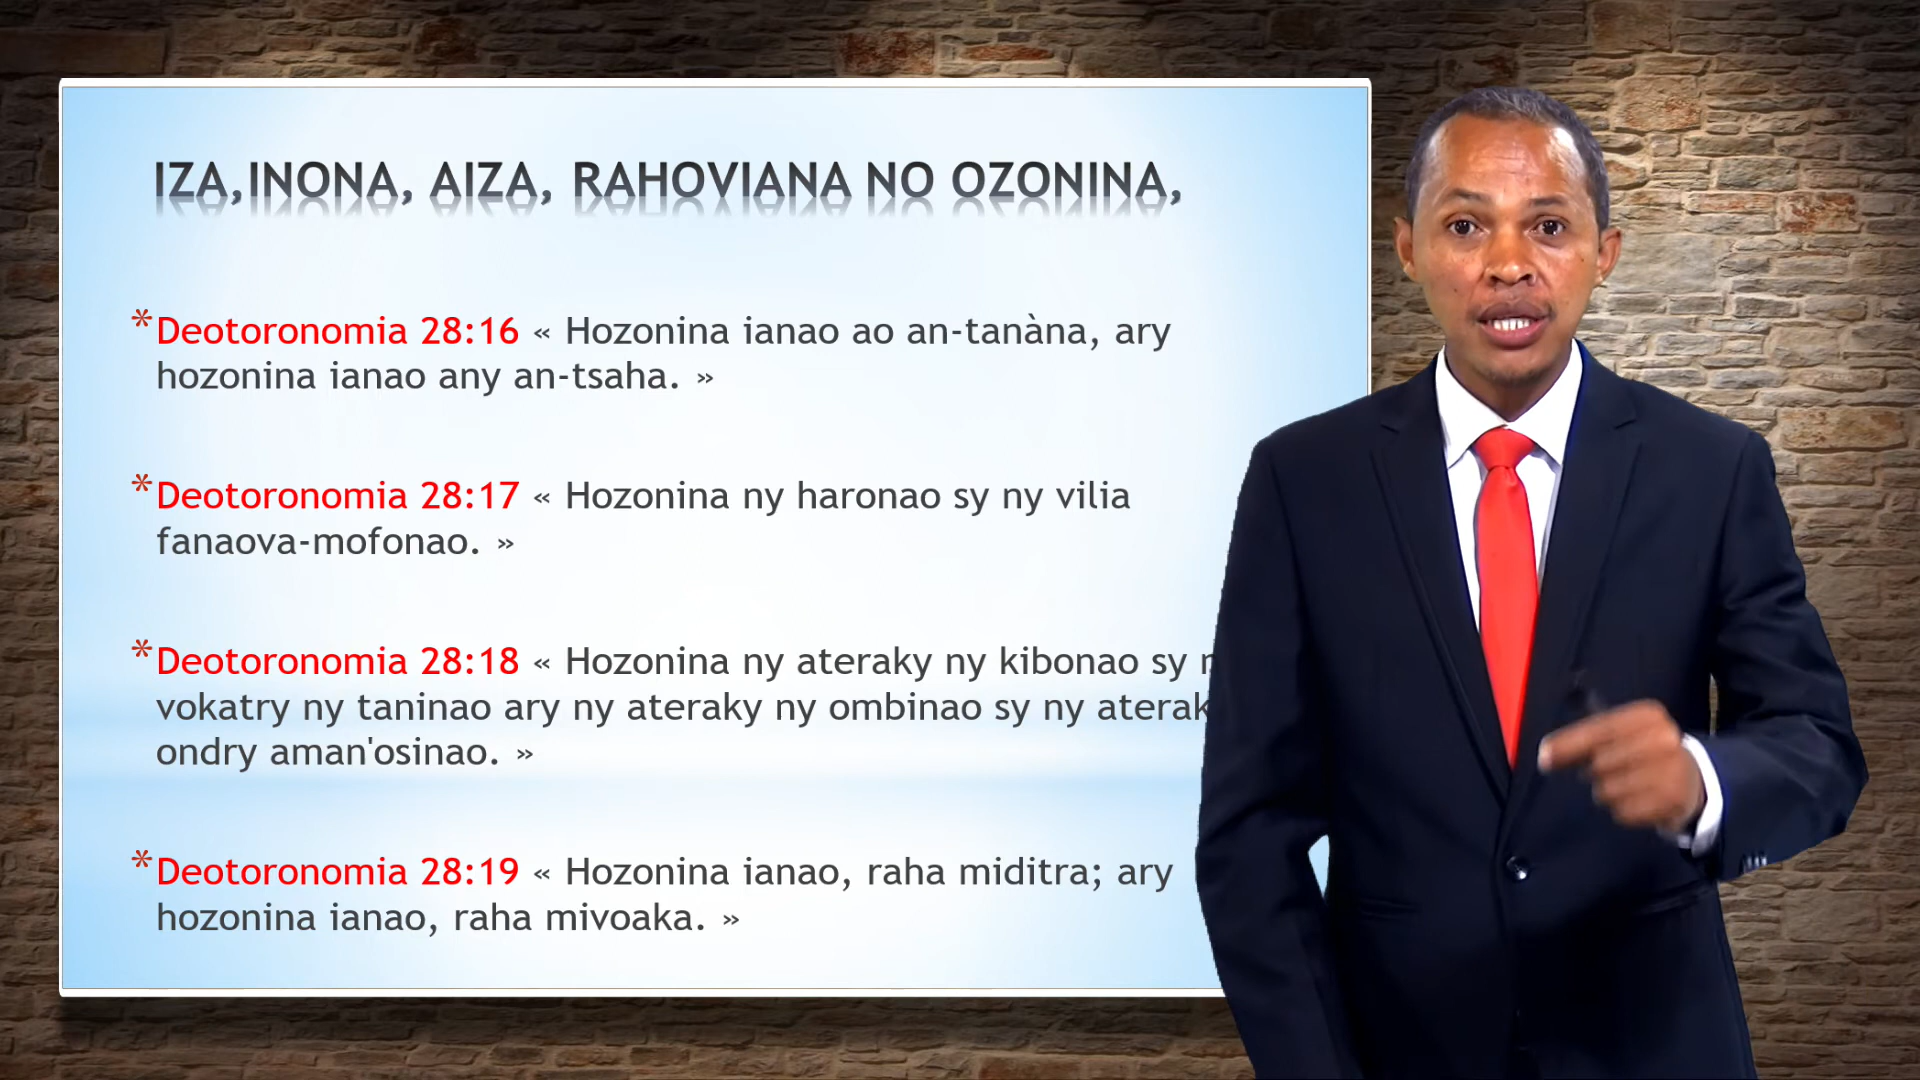 IZA,INONA, AIZA, RAHOVIANA NO OZONINA,
* Deotoronomia 28:16 « Hozonina ianao ao an-tanàna, ary
hozonina ianao any an-tsaha. »
* Deotoronomia 28:17 « Hozonina ny haronao sy ny vilia
fanaova-mofonao. »
* Deotoronomia 28:18 « Hozonina ny ateraky ny kibonao sy
vokatry ny taninao ary ny ateraky ny ombinao sy ny
ondry aman'osinao. »
* Deotoronomia 28:19 « Hozonina ianao, raha miditra; ary
hozonina ianao, raha mivoaka. »